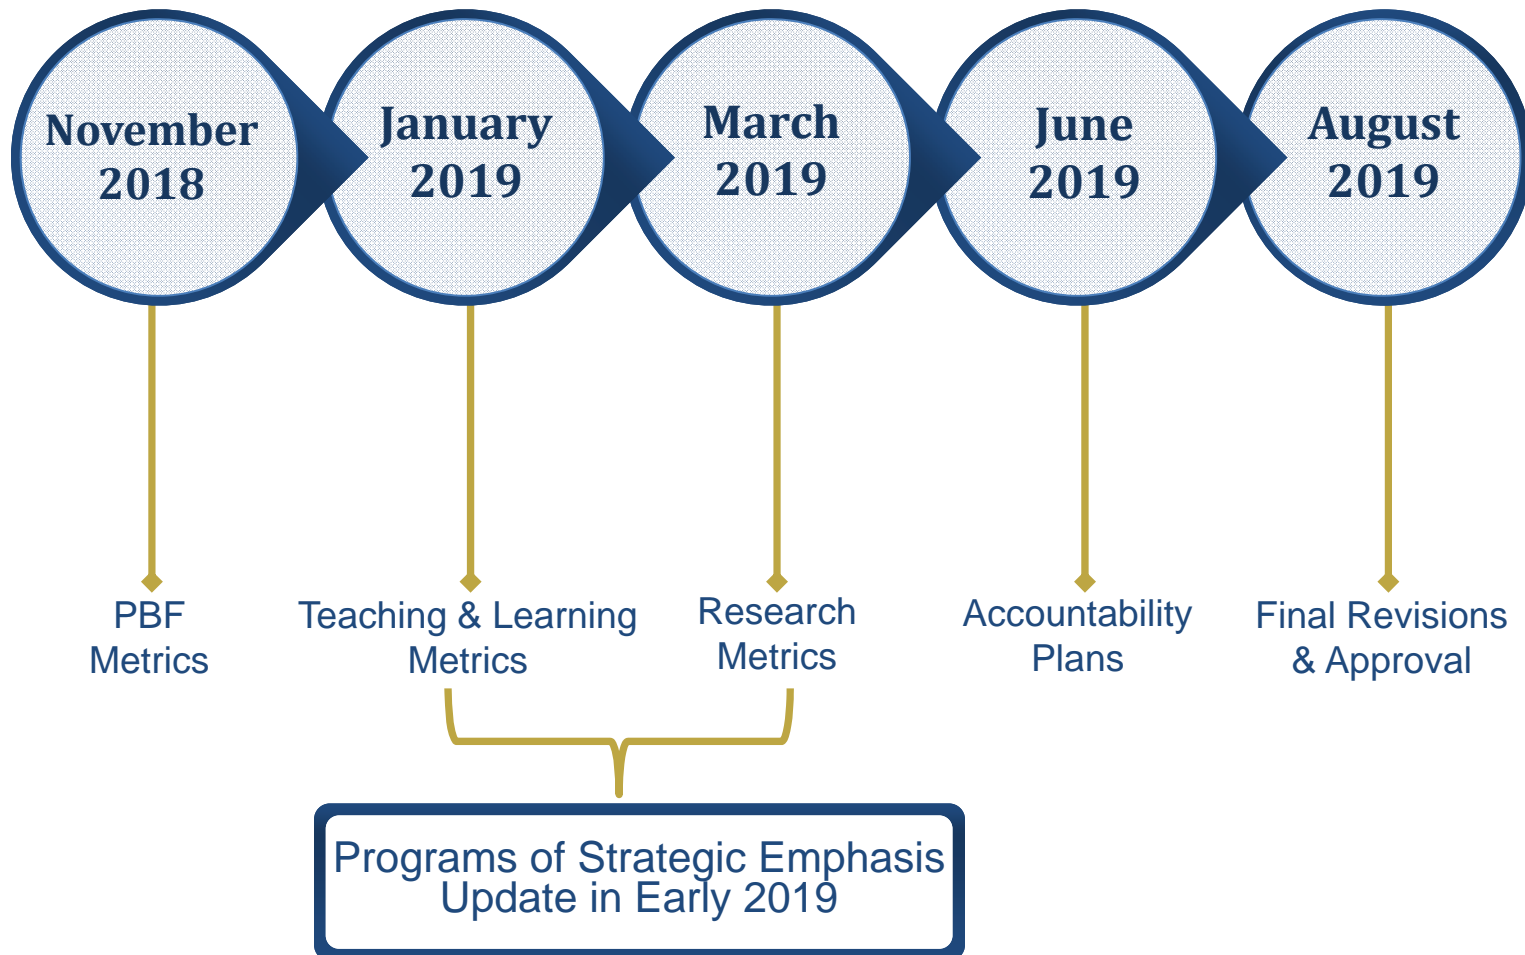 November
2018
January
2019
March
2019
June
2019
August
2019
PBF
Metrics
Teaching & Learning
Metrics
Research
Metrics
Accountability
Plans
Final Revisions
& Approval
Programs of Strategic Emphasis
Update in Early 2019